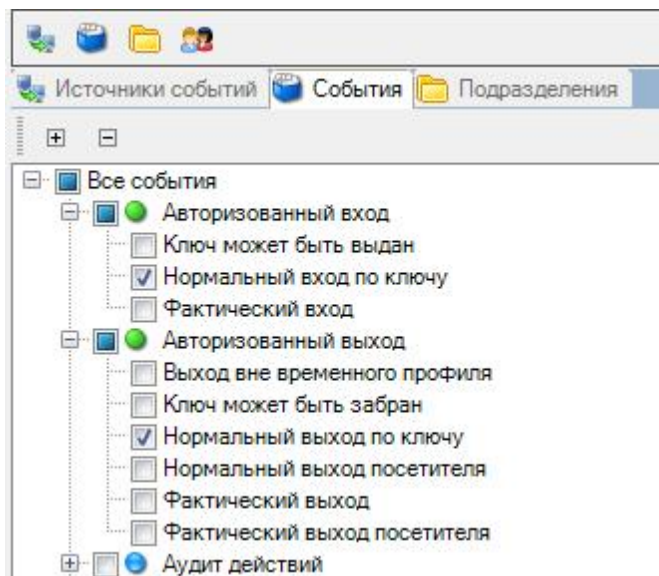 Источники событий События Подразделения
Все события
Авторизованный вход
Ключ может быть выдан
Нормальный вход по ключу
Фактический вход
Авторизованный выход
Выход вне временного профиля
Ключ может быть забран
Нормальный выход по ключу
Нормальный выход посетителя
Фактический выход
Фактический выход посетителя
Аудит действий